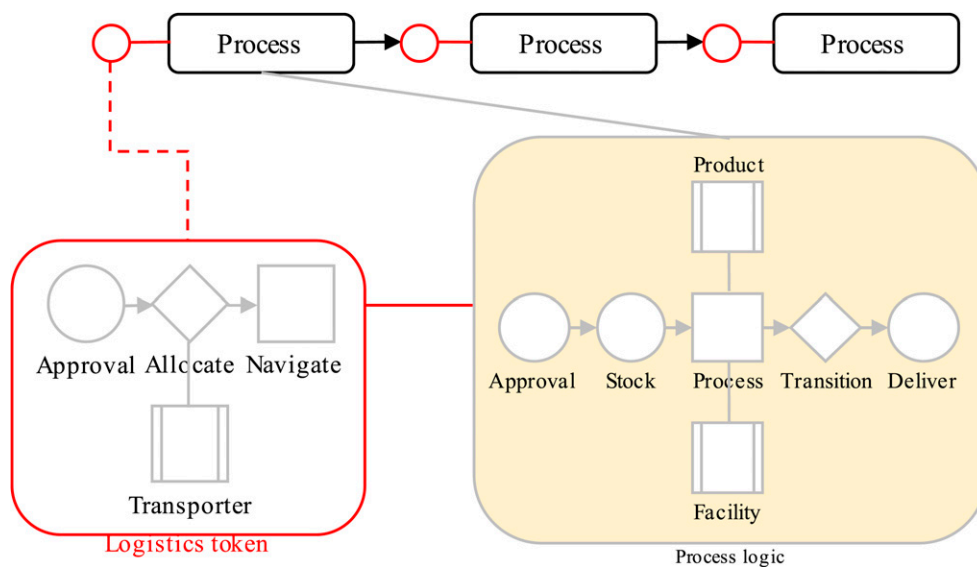 Process Process Process
Product
Approval Allocate Navigate
Approval Stock Process Transition Deliver
Transporter
Facility
Logistics token
Process logic